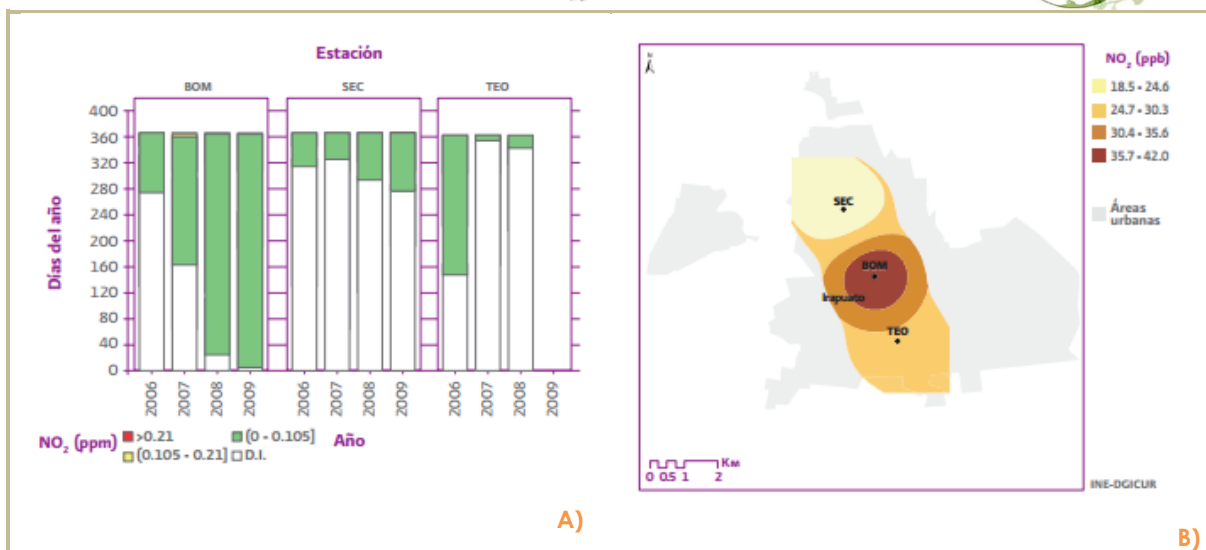 Estación
BOM
SEC
TEO
Días del año
400
360
320
280
240
200
160
120
80
40
0
2006
2007
2008
2009
2006
2007
2008
2009
2006
2007
2008
2009
Año
NO₂ (ppm)
>0.21
(0 - 0.105]
(0.105 - 0.21]
D.I.
A)
N
SEC
BOM
Irapuato
TEO
Km
0 0.5 1 2
NO₂ (ppb)
18.5 - 24.6
24.7 - 30.3
30.4 - 35.6
35.7 - 42.0
Áreas
urbanas
INE-DGICUR
B)